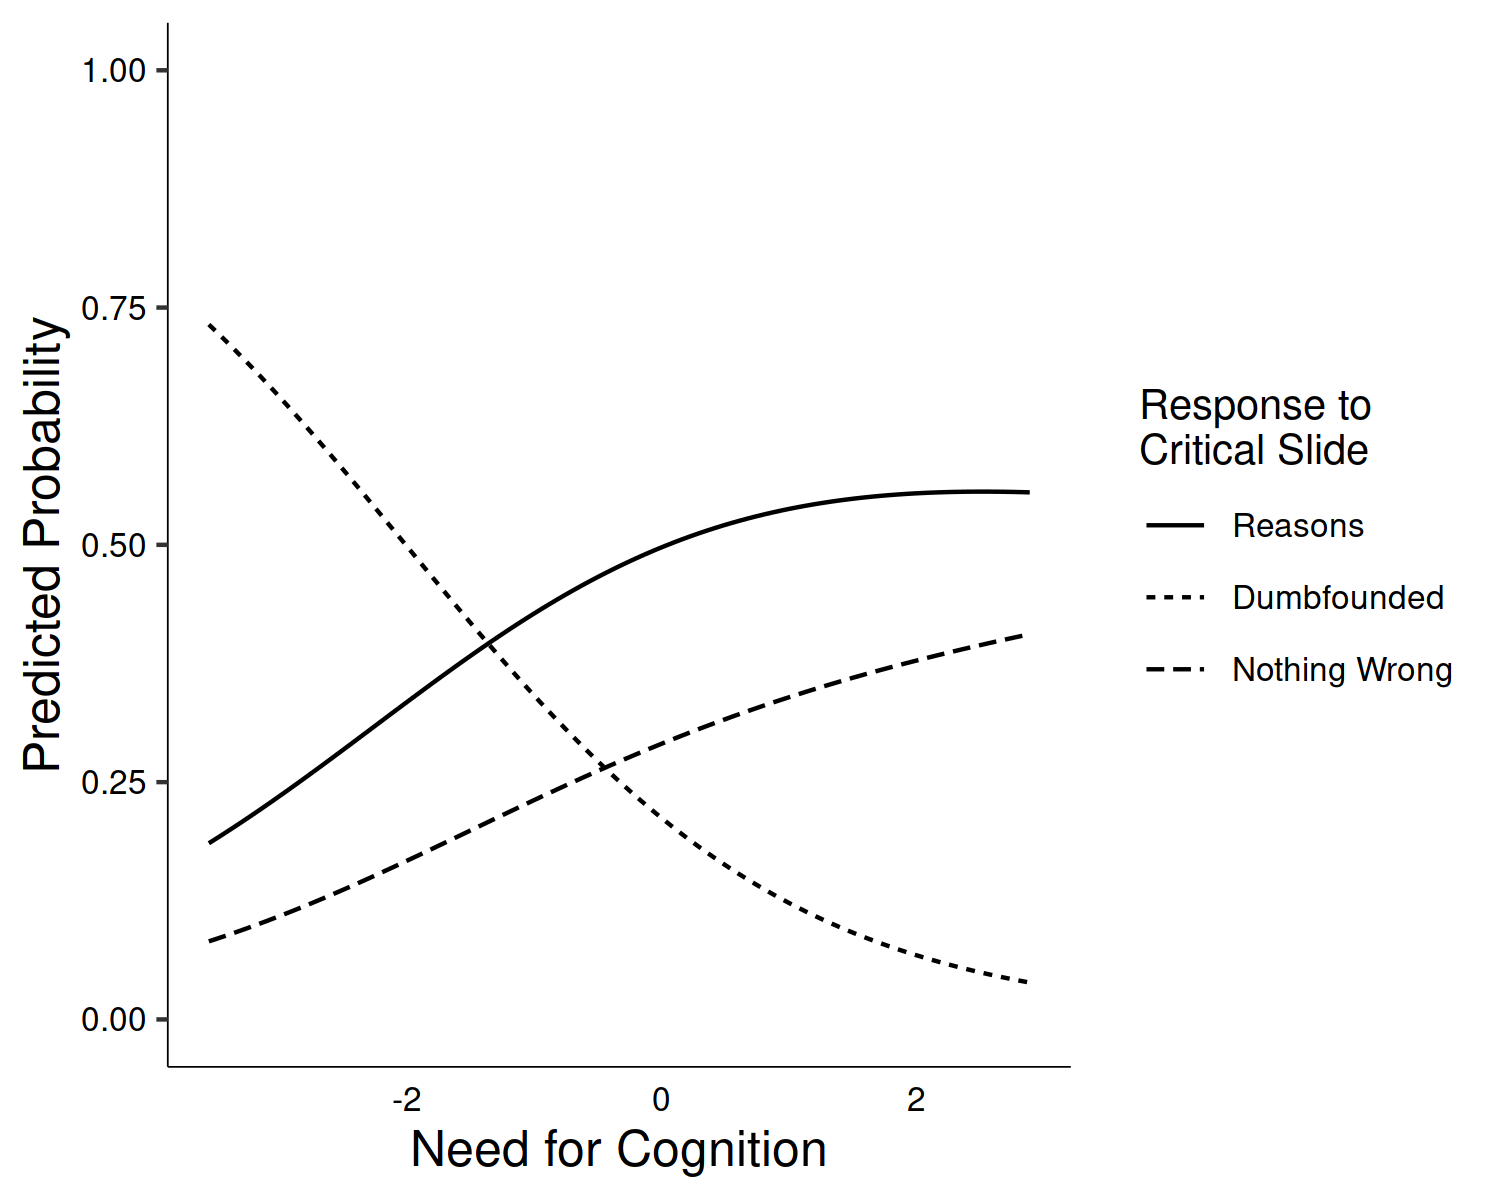 1.00
0.75
0.50
0.25
0.00
Predicted Probability
-2 0 2
Need for Cognition
Response to
Critical Slide
Reasons
Dumbfounded
Nothing Wrong